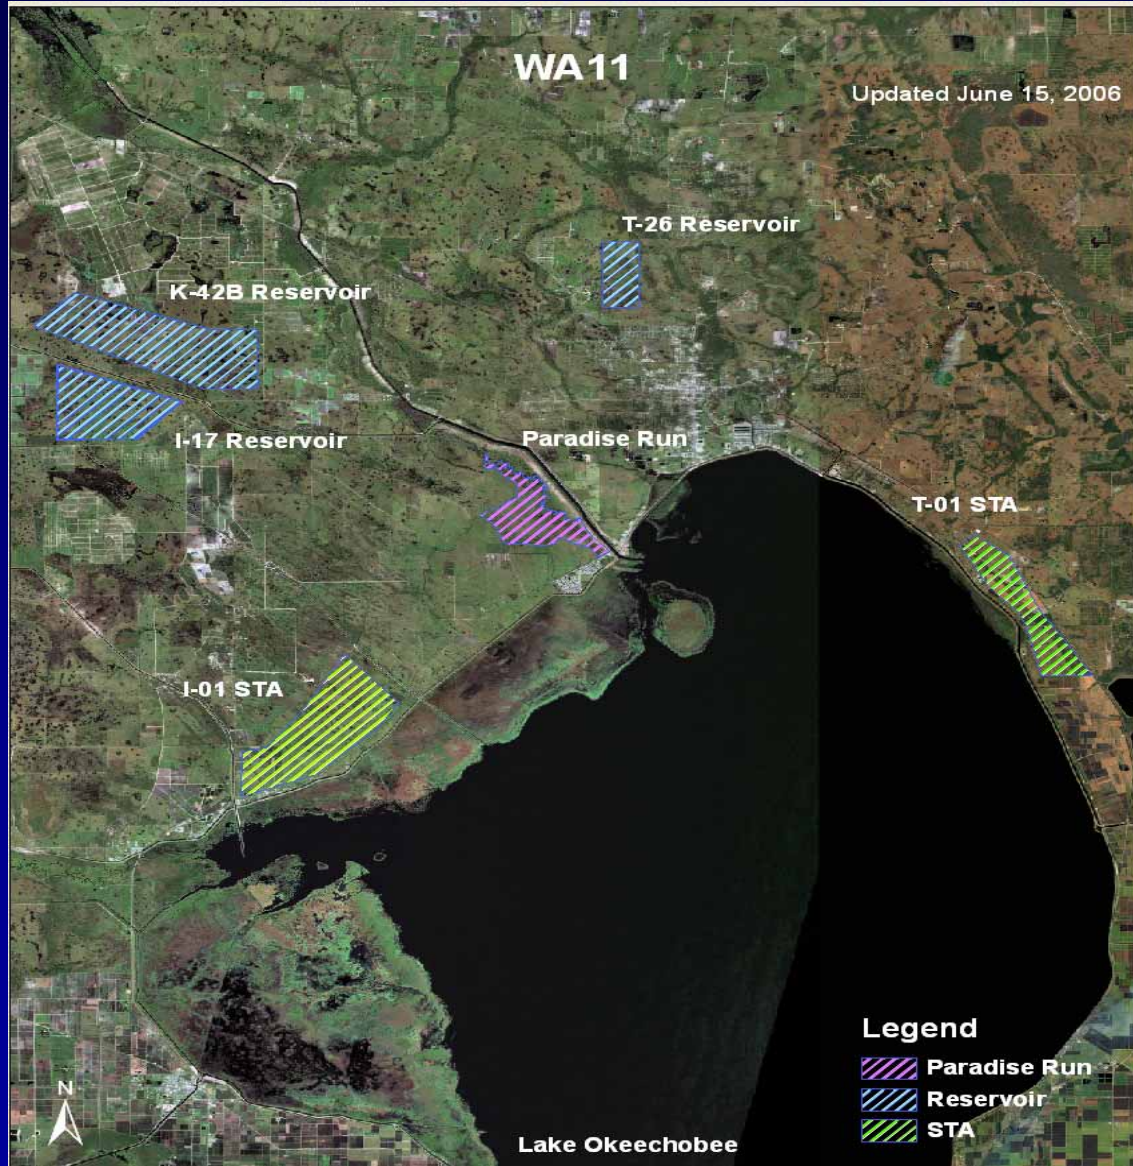 WA11
Updated June 15, 2006
T-26 Reservoir
K-42B Reservoir
I-17 Reservoir
Paradise Run
T-01 STA
I-01 STA
Legend
Paradise Run
Reservoir
STA
N
Lake Okeechobee